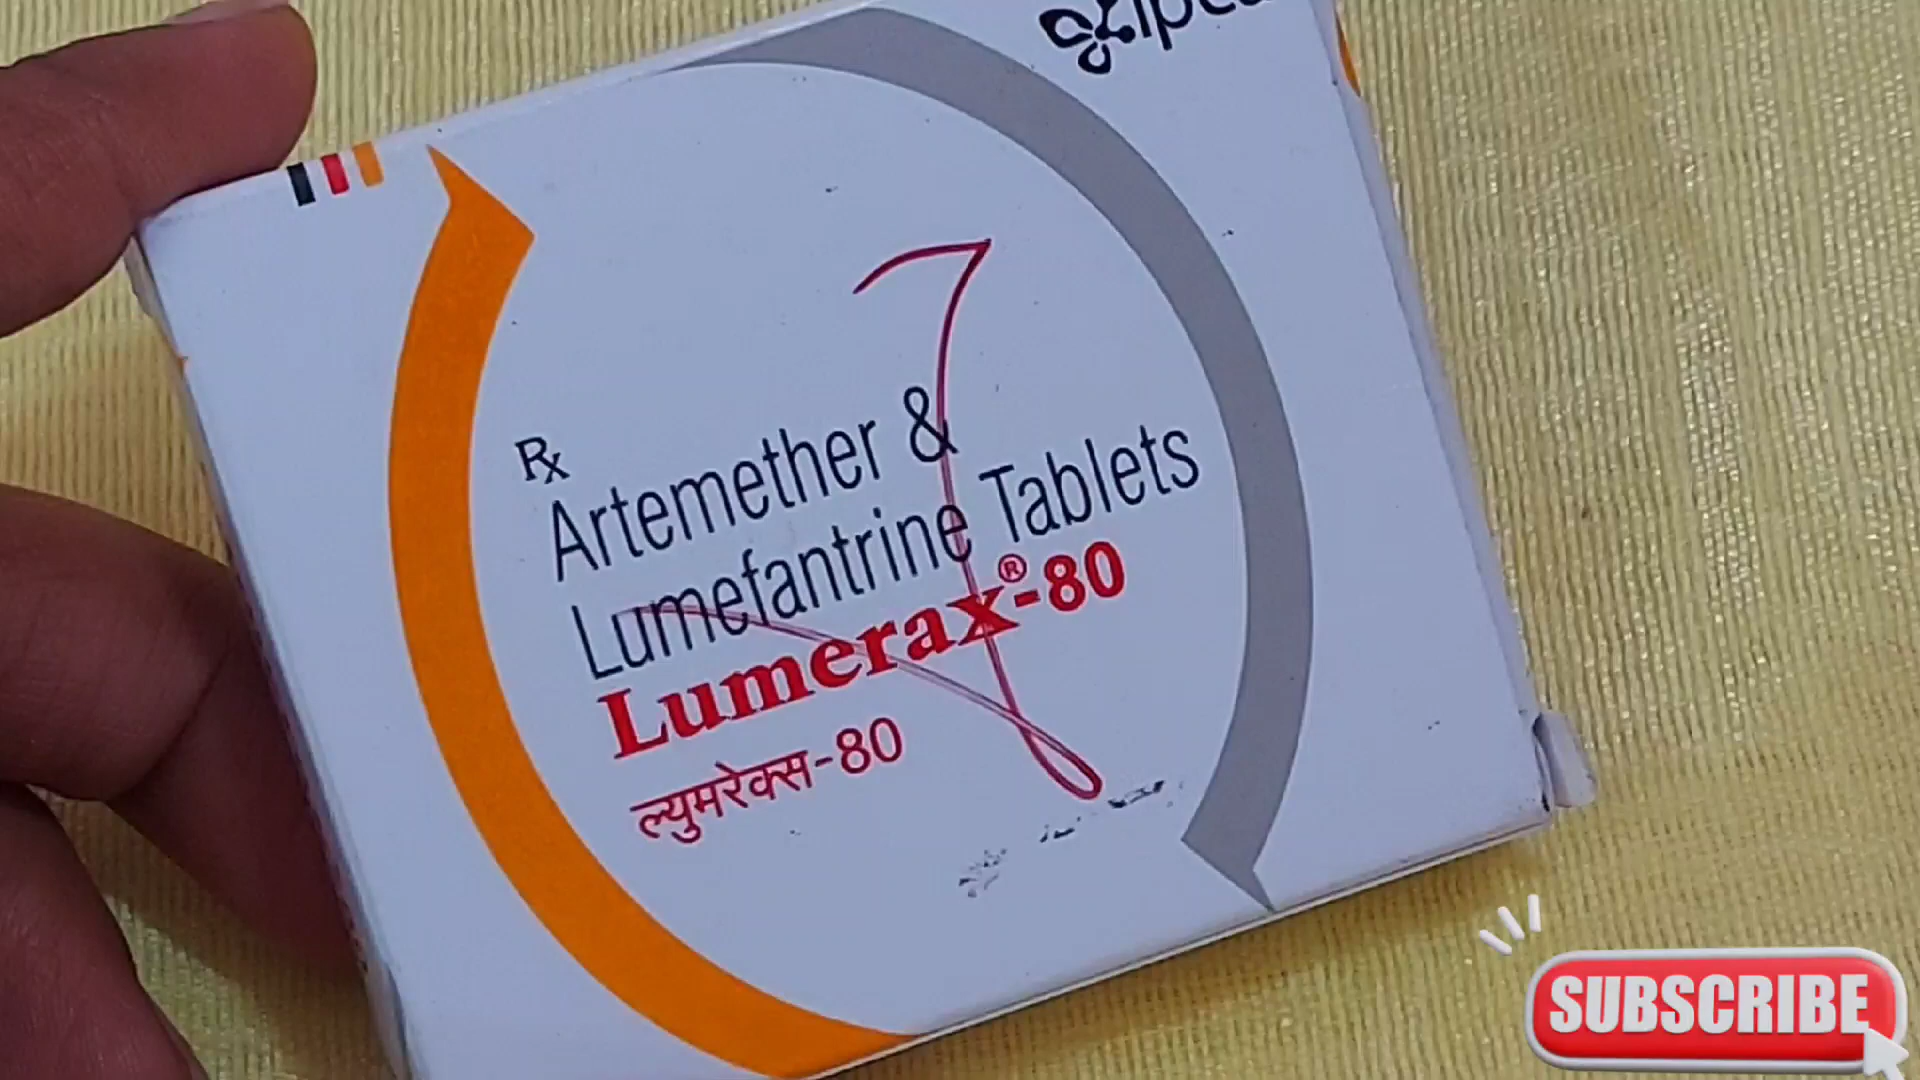 Rx
Artemether &
Lumefantrine Tablets
Lumerax®-80
ल्युमरेक्स-80
SUBSCRIBE